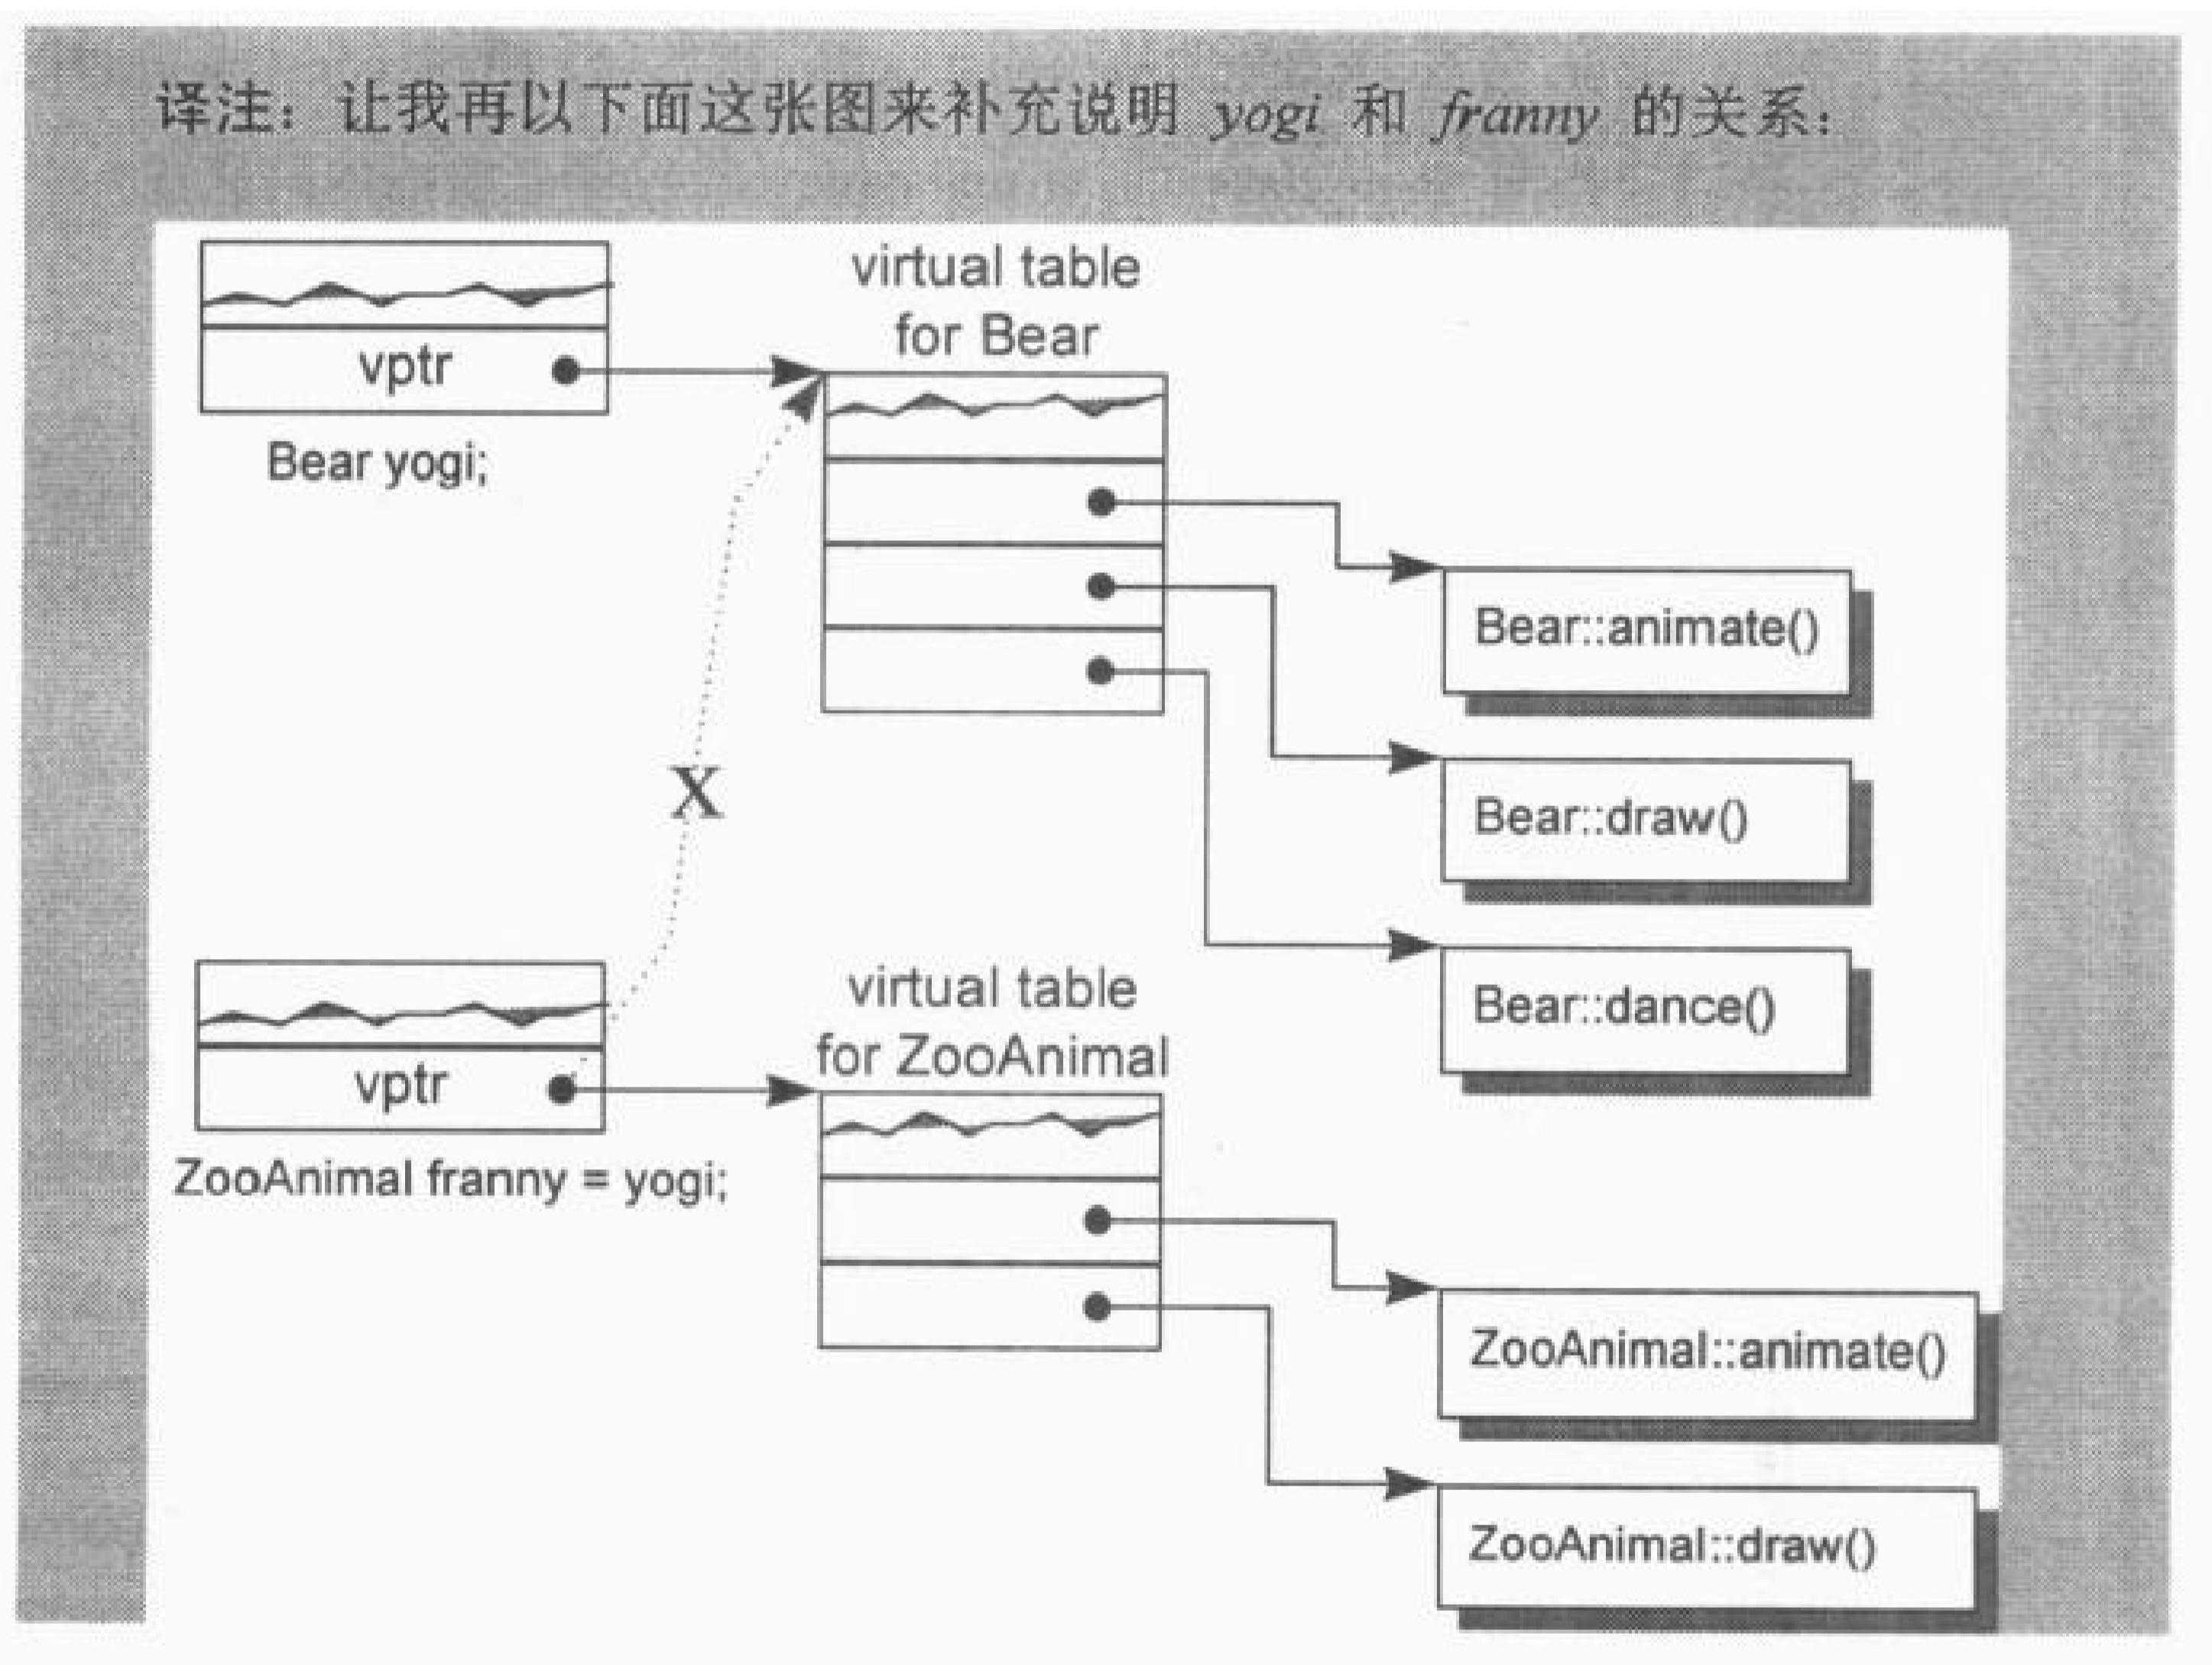 译注：让我再以下面这张图来补充说明 yogi 和 franny 的关系：
virtual table
for Bear
vptr
Bear yogi;
Bear::animate()
Bear::draw()
Bear::dance()
X
virtual table
for ZooAnimal
vptr
ZooAnimal franny = yogi;
ZooAnimal::animate()
ZooAnimal::draw()